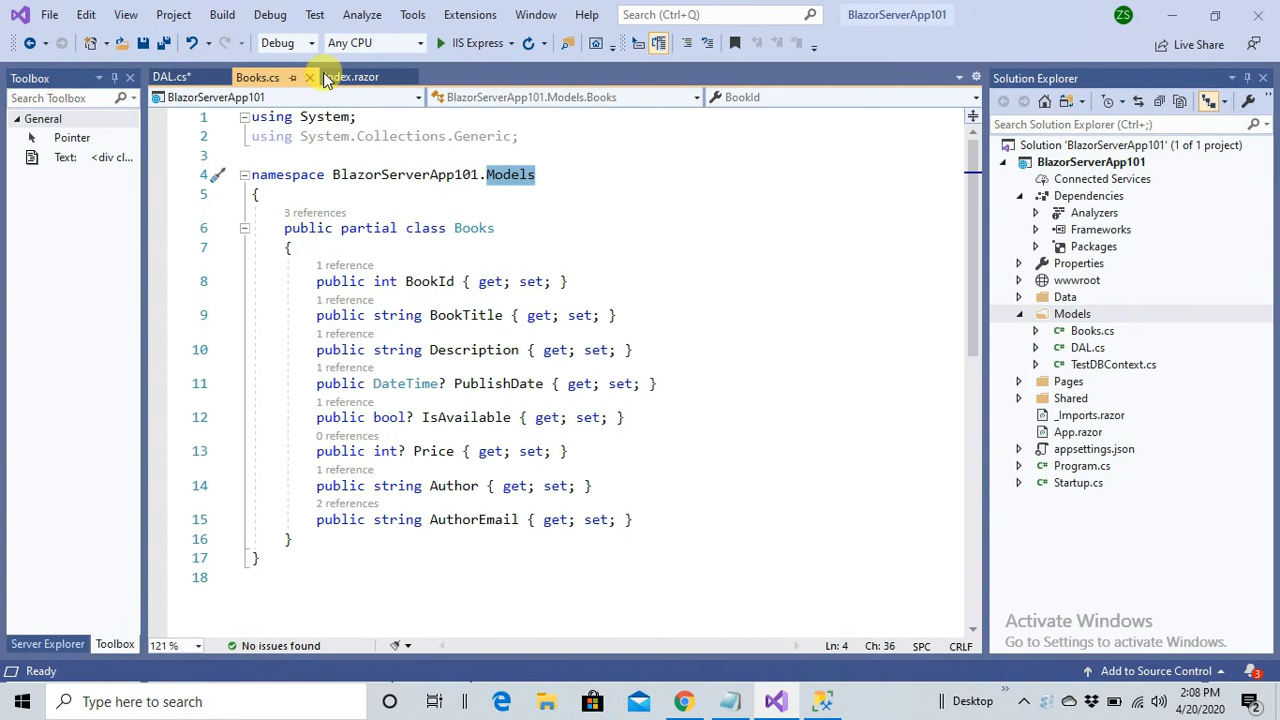 File Edit View Project Build Debug Test Analyze Tools Extensions Window Help Search (Ctrl+Q) BlazorServerApp101 ZS
Debug Any CPU IIS Express Live Share
Toolbox
Search Toolbox
General
Pointer
Text: <div cl...
Server Explorer Toolbox
DAL.cs* Books.cs dex.razor
BlazorServerApp101 BlazorServerApp101.Models.Books BookId
1 using System;
2 using System.Collections.Generic;
3
4 namespace BlazorServerApp101.Models
5 {
3 references
6 public partial class Books
7 {
1 reference
8 public int BookId { get; set; }
1 reference
9 public string BookTitle { get; set; }
1 reference
10 public string Description { get; set; }
1 reference
11 public DateTime? PublishDate { get; set; }
1 reference
12 public bool? IsAvailable { get; set; }
0 references
13 public int? Price { get; set; }
1 reference
14 public string Author { get; set; }
2 references
15 public string AuthorEmail { get; set; }
16 }
17 }
18
121 % No issues found Ln: 4 Ch: 36 SPC CRLF
Solution Explorer
Search Solution Explorer (Ctrl+;)
Solution 'BlazorServerApp101' (1 of 1 project)
BlazorServerApp101
Connected Services
Dependencies
Analyzers
Frameworks
Packages
Properties
wwwroot
Data
Models
C# Books.cs
C# DAL.cs
C# TestDBContext.cs
Pages
Shared
_Imports.razor
App.razor
appsettings.json
C# Program.cs
C# Startup.cs
Activate Windows
Go to Settings to activate Windows.
Ready Add to Source Control 3
Type here to search Desktop 2:08 PM
4/20/2020 2